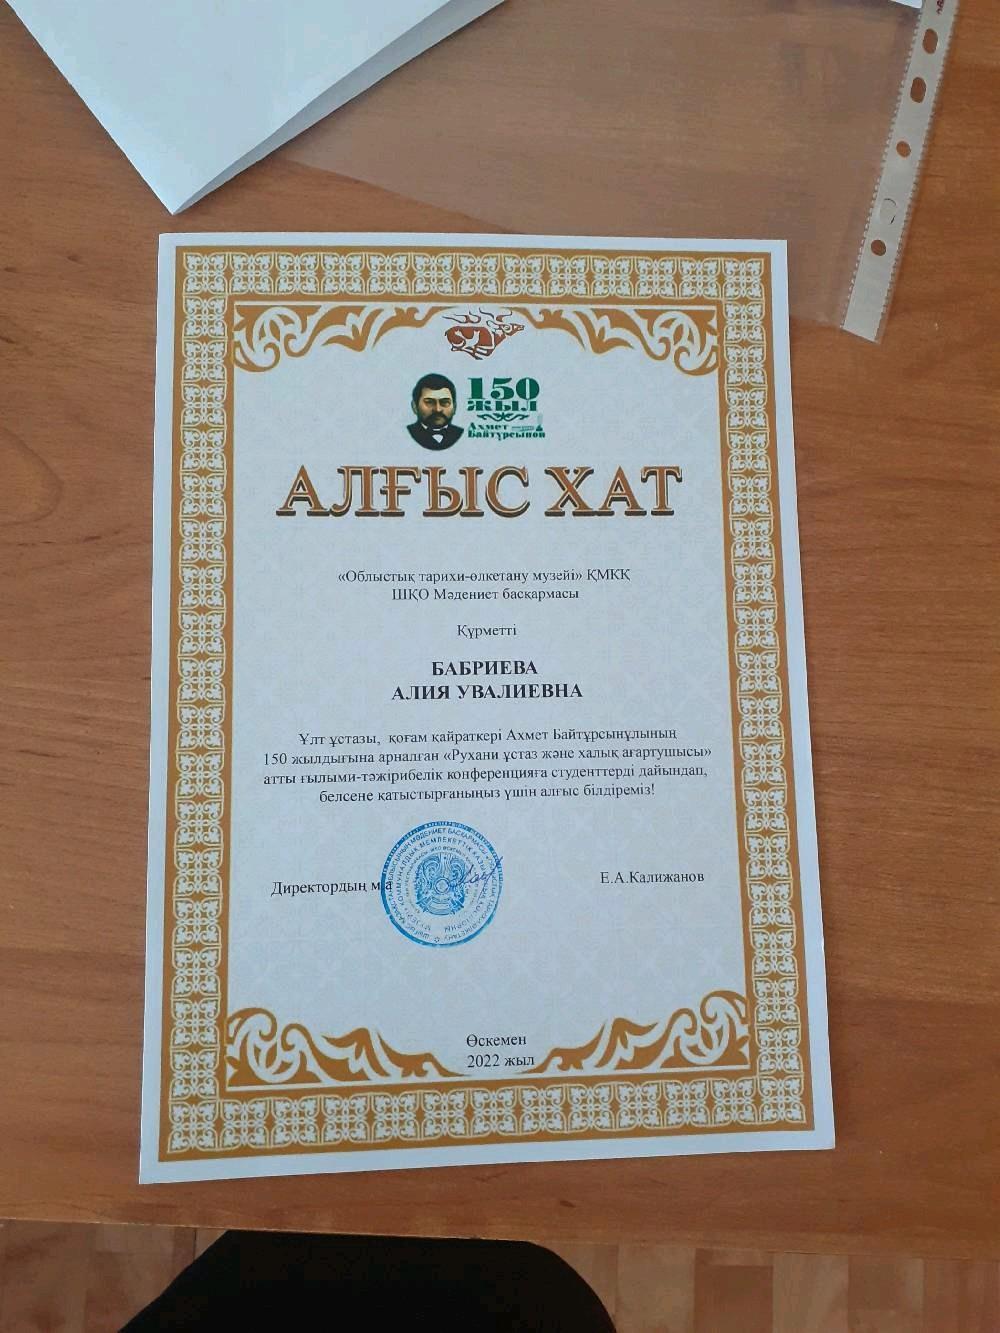 150
ЖЫЛ
Ахмет
Байтұрсынов
АЛҒЫС ХАТ
«Облыстық тарихи-өлкетану музейі» ҚМКҚ
ШҚО Мәдениет басқармасы
Құрметті
БАБРИЕВА
АЛИЯ УВАЛИЕВНА
Ұлт ұстазы, қоғам қайраткері Ахмет Байтұрсынұлының
150 жылдығына арналған «Рухани ұстаз және халық ағартушысы»
атты ғылыми-тәжірибелік конференцияға студенттерді дайындап,
белсене қатыстырғаныңыз үшін алғыс білдіреміз!
Директордың м.а
Е.А.Калижанов
Өскемен
2022 жыл